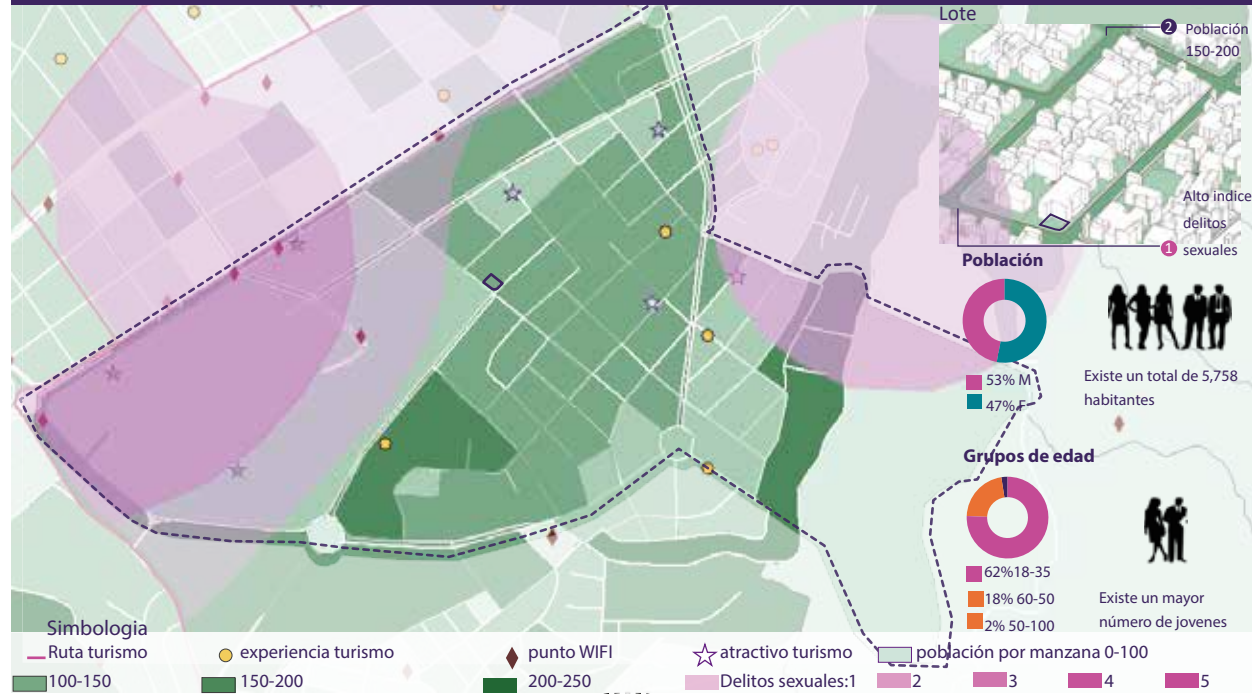 Lote
2 Población
150-200
Alto indice
delitos
1 sexuales
Población
53% M
47% F
Existe un total de 5,758
habitantes
Grupos de edad
62%18-35
18% 60-50
2% 50-100
Existe un mayor
número de jovenes
Simbologia
Ruta turismo
experiencia turismo
punto WIFI
atractivo turismo
población por manzana 0-100
100-150
150-200
200-250
Delitos sexuales:1
2
3
4
5